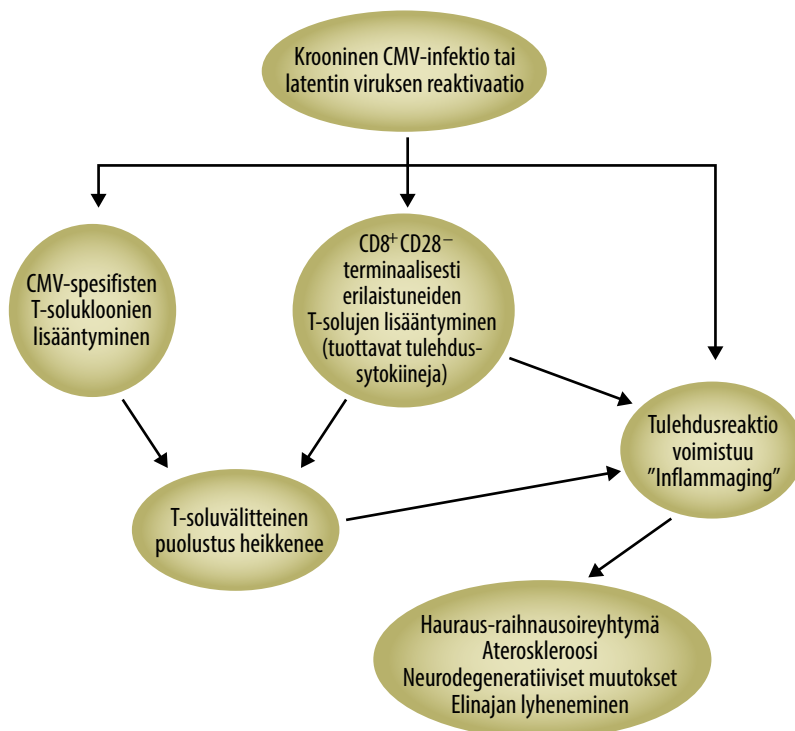 Krooninen CMV-infektio tai
latentin viruksen reaktivaatio
CMV-spesifisten
T-solukloonien
lisääntyminen
CD8⁺ CD28⁻
terminaalisesti
erilaistuneiden
T-solujen lisääntyminen
(tuottavat tulehdus-
sytokiineja)
Tulehdusreaktio
voimistuu
”Inflammaging”
T-soluvälitteinen
puolustus heikkenee
Hauraus-raihnausoireyhtymä
Ateroskleroosi
Neurodegeneratiiviset muutokset
Elinajan lyheneminen